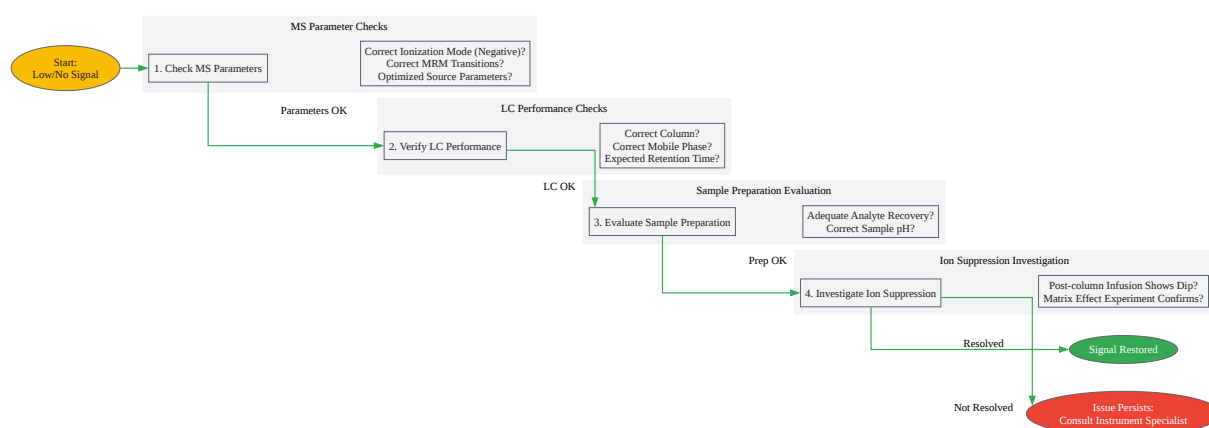 MS Parameter Checks
Start:
Low/No Signal
1. Check MS Parameters
Correct Ionization Mode (Negative)?
Correct MRM Transitions?
Optimized Source Parameters?
Parameters OK
LC Performance Checks
2. Verify LC Performance
Correct Column?
Correct Mobile Phase?
Expected Retention Time?
LC OK
Sample Preparation Evaluation
3. Evaluate Sample Preparation
Adequate Analyte Recovery?
Correct Sample pH?
Prep OK
Ion Suppression Investigation
4. Investigate Ion Suppression
Post-column Infusion Shows Dip?
Matrix Effect Experiment Confirms?
Resolved
Signal Restored
Not Resolved
Issue Persists:
Consult Instrument Specialist